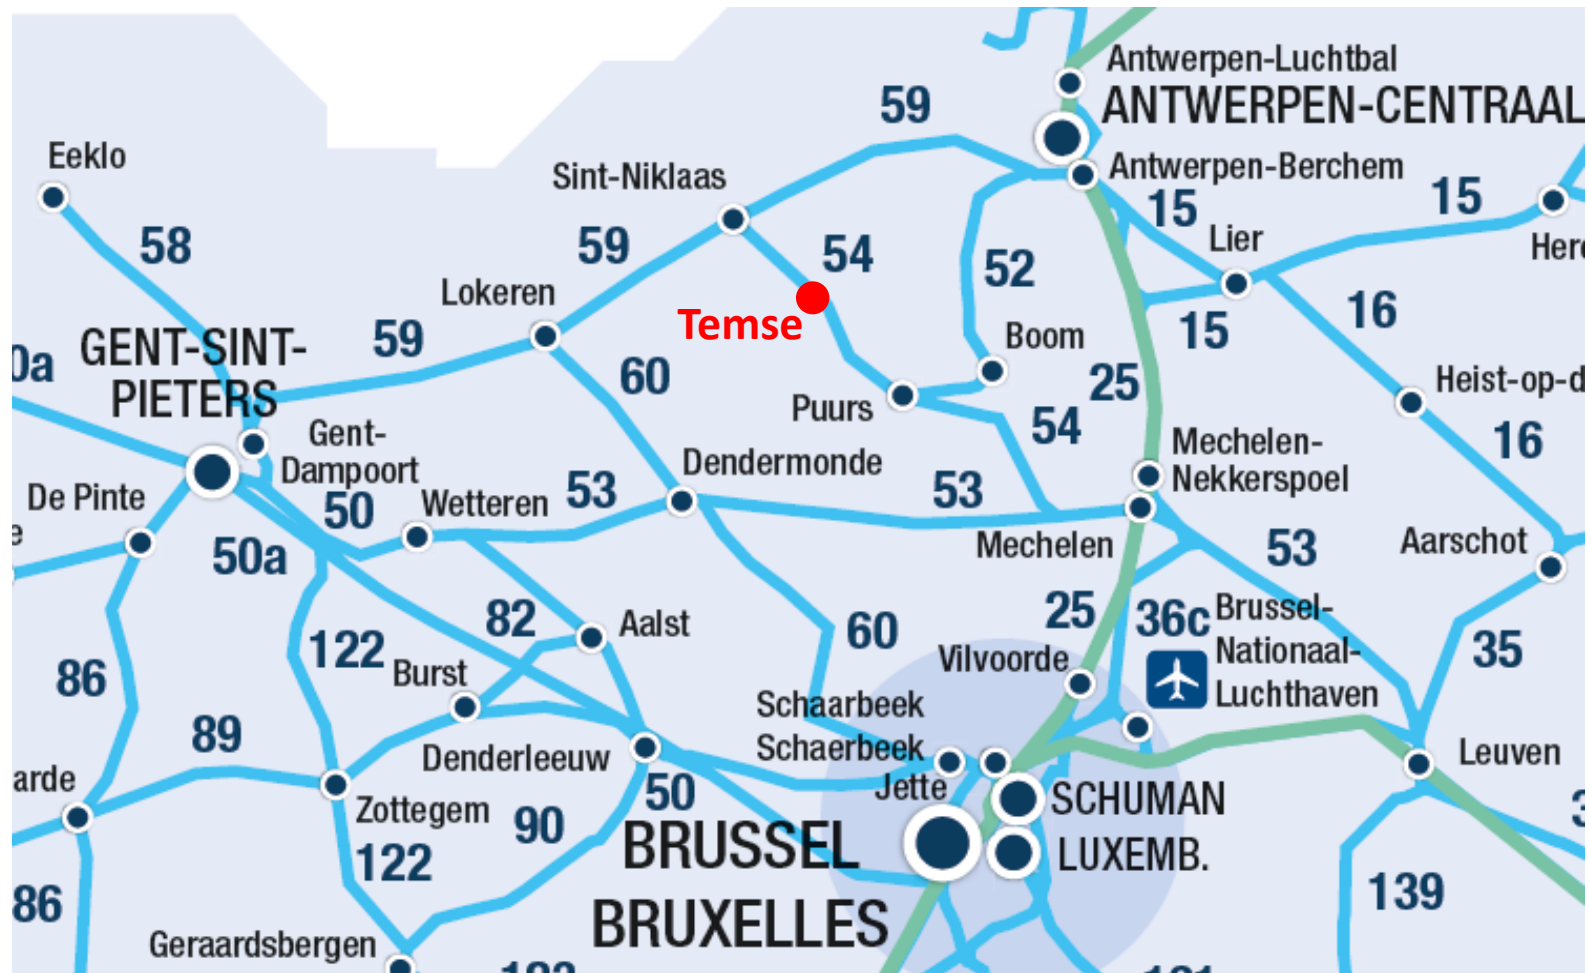 Antwerpen-Luchtbal
59
ANTWERPEN-CENTRAAL
Eeklo
Sint-Niklaas
Antwerpen-Berchem
15
15
58
59
54
52
Lier
Lokeren
Temse
16
0a
GENT-SINT-
PIETERS
59
60
Boom
15
25
Puurs
Heist-op-d
54
16
Gent-
Dampoort
Dendermonde
Mechelen-
Nekkerspoel
De Pinte
50
Wetteren
53
53
50a
Mechelen
53
Aarschot
82
Aalst
60
25
36c
Brussel-
Nationaal-
Luchthaven
122
86
Burst
Vilvoorde
35
89
Schaarbeek
Schaerbeek
Denderleeuw
Jette
Leuven
arde
Zottegem
50
SCHUMAN
90
BRUSSEL
LUXEMB.
122
86
BRUXELLES
139
Geraardsbergen